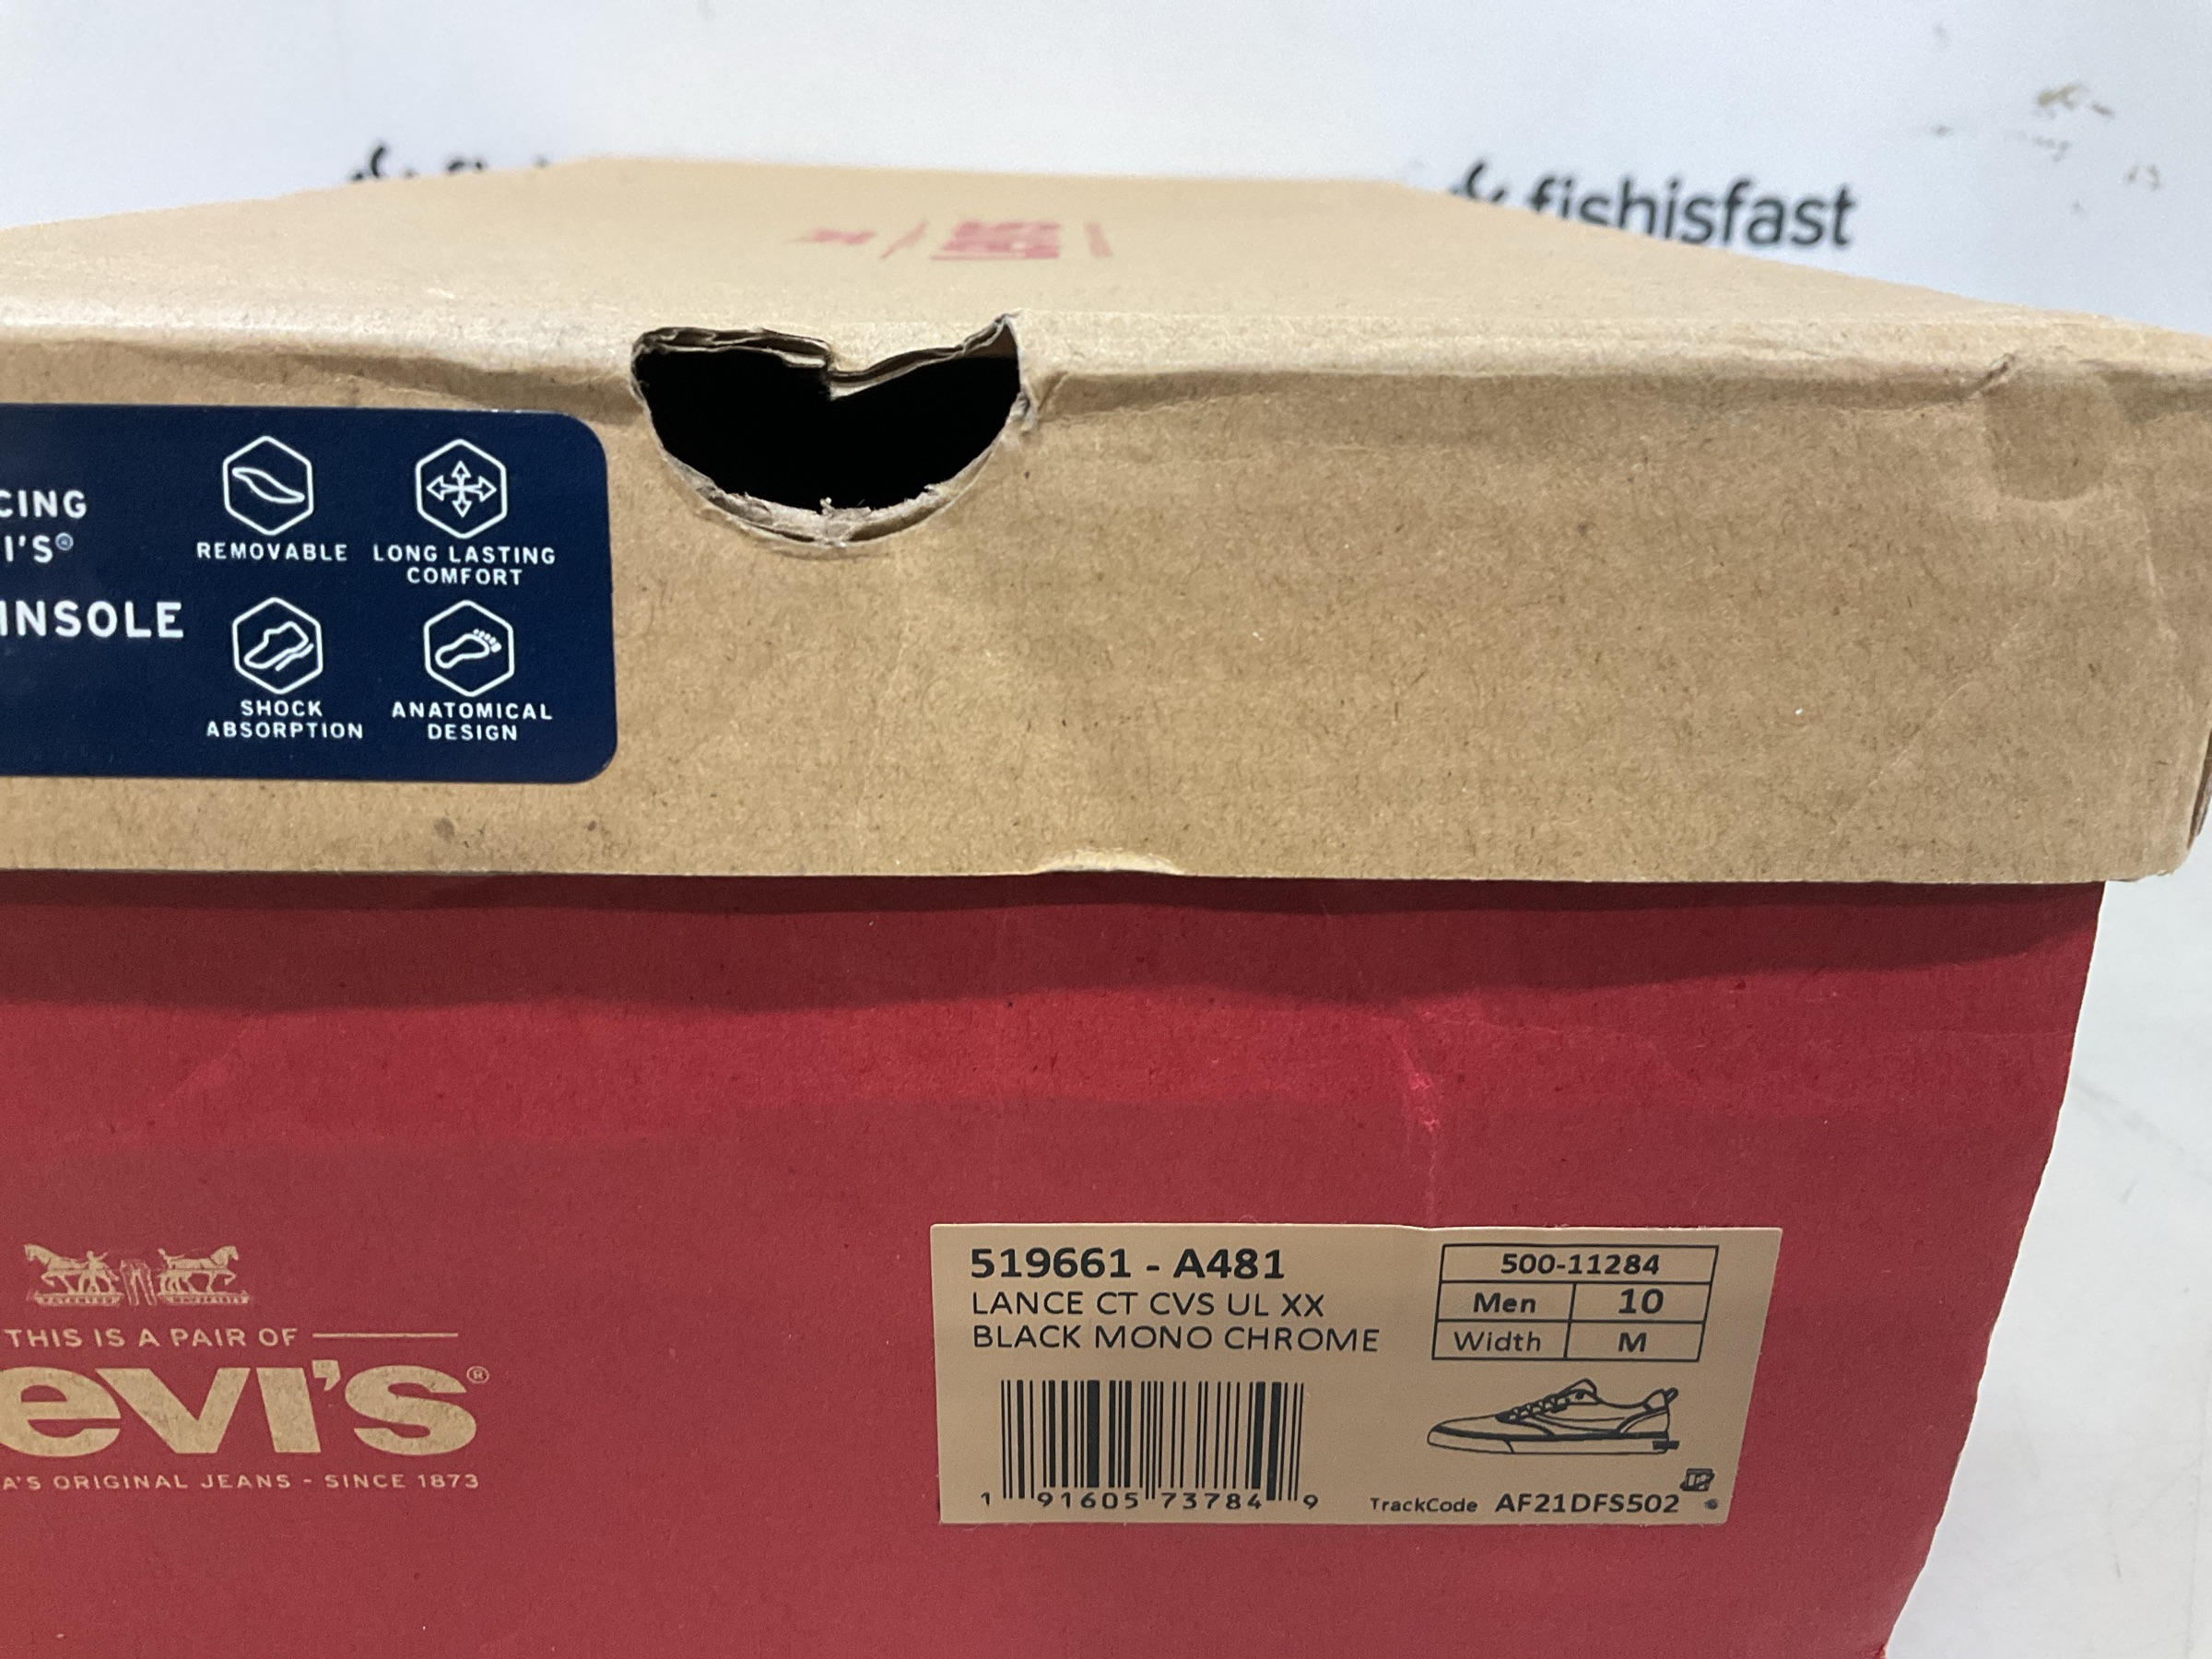 fishisfast
CING
I'S®
INSOLE
REMOVABLE
LONG LASTING
COMFORT
SHOCK
ABSORPTION
ANATOMICAL
DESIGN
THIS IS A PAIR OF
evi's®
A'S ORIGINAL JEANS - SINCE 1873
519661 - A481
LANCE CT CVS UL XX
BLACK MONO CHROME
500-11284
Men 10
Width M
1 91605 73784 9
TrackCode AF21DFS502